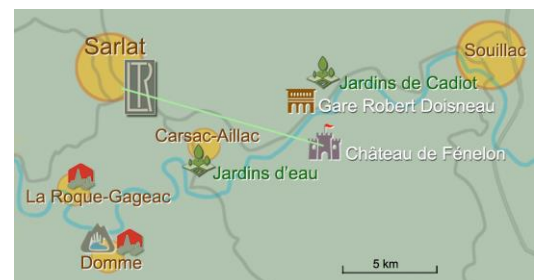 Sarlat
R
Souillac
Jardins de Cadiot
Gare Robert Doisneau
Carsac-Aillac
Château de Fénelon
Jardins d'eau
La Roque-Gageac
Domme
5 km